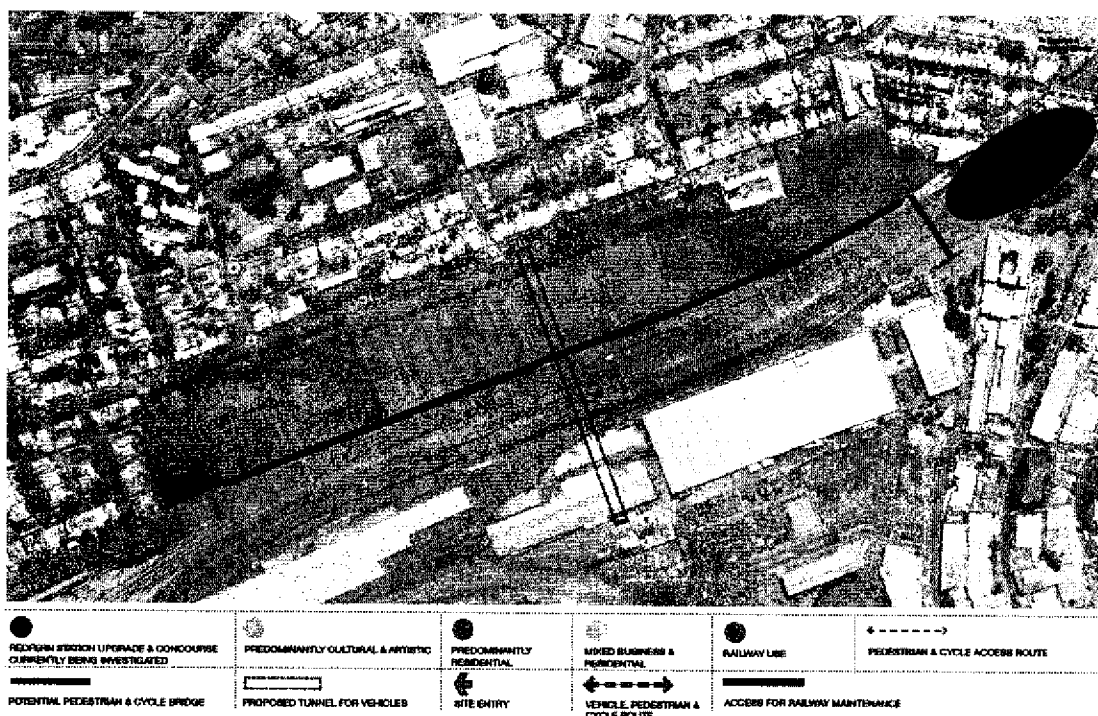 REDFERN STATION UPGRADE & CONCOURSE
CURRENTLY BEING INVESTIGATED
PREDOMINANTLY CULTURAL & ARTISTIC
PREDOMINANTLY
RESIDENTIAL
MIXED BUSINESS &
RESIDENTIAL
RAILWAY USE
PEDESTRIAN & CYCLE ACCESS ROUTE
POTENTIAL PEDESTRIAN & CYCLE BRIDGE
PROPOSED TUNNEL FOR VEHICLES
SITE ENTRY
VEHICLE, PEDESTRIAN &
CYCLE ROUTE
ACCESS FOR RAILWAY MAINTENANCE